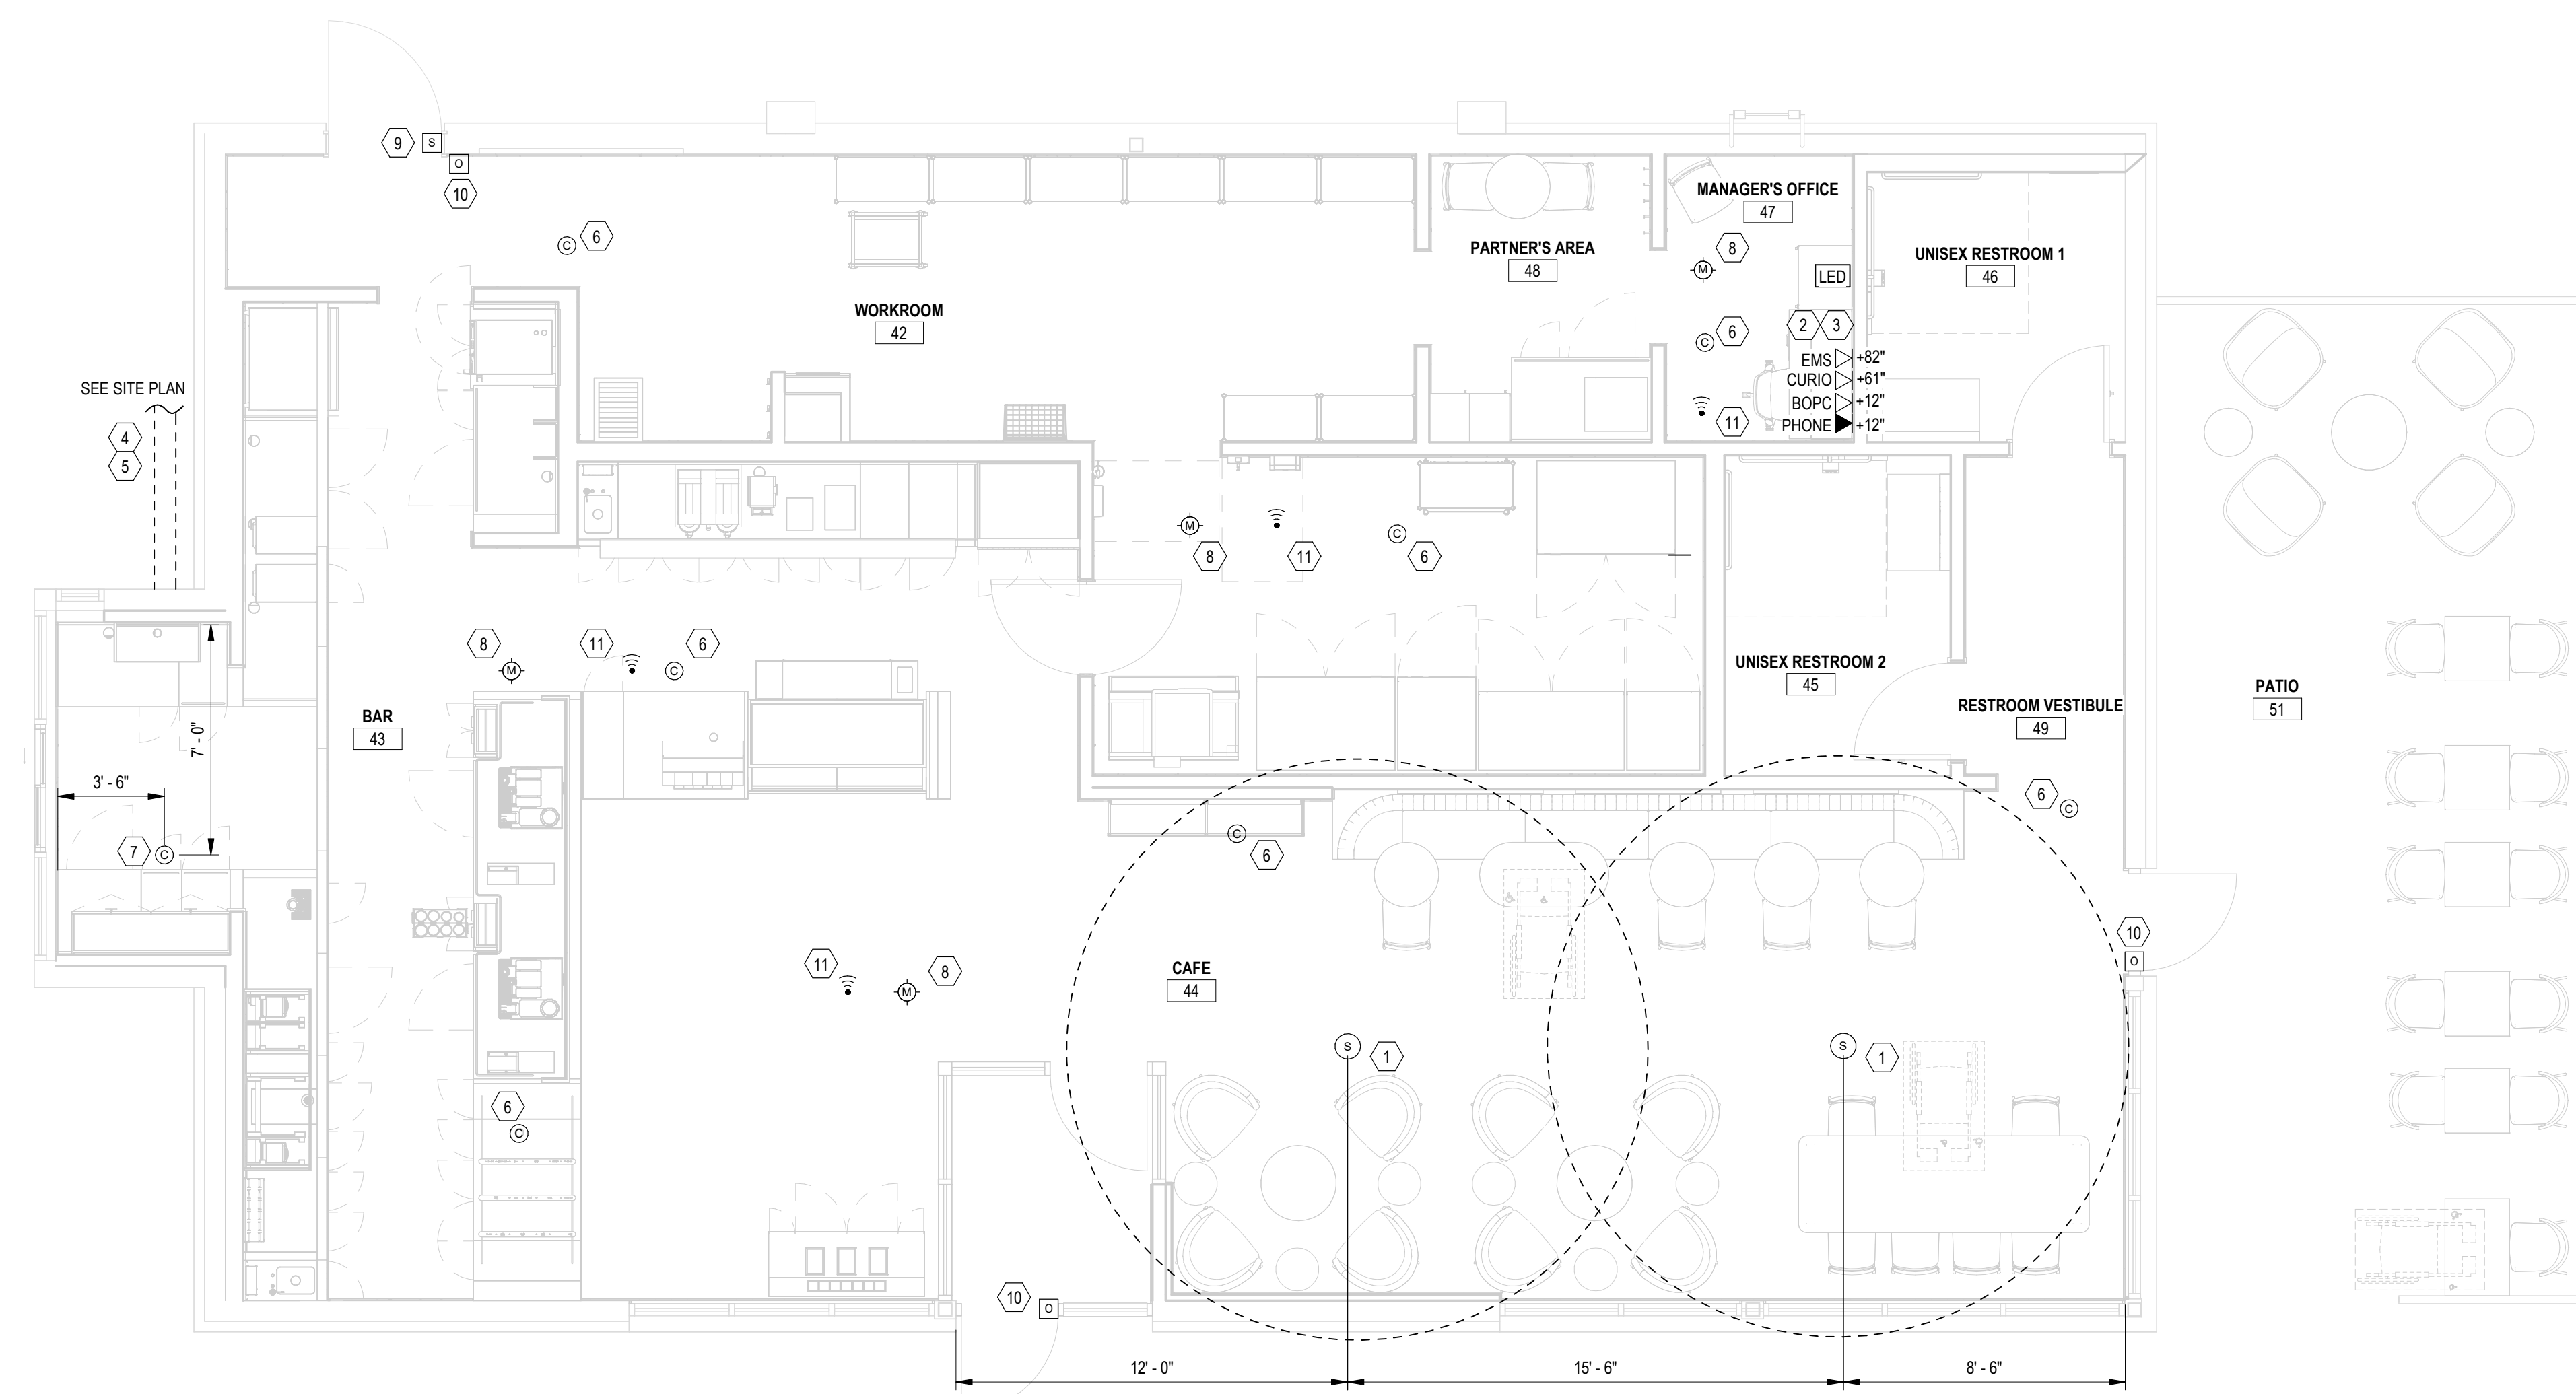 9
S
O
10
MANAGER'S OFFICE
47
8
M
LED
2
3
6
C
EMS
+82"
CURIO
+61"
BOPC
+12"
PHONE
+12"
11
PARTNER'S AREA
48
UNISEX RESTROOM 1
46
C
6
WORKROOM
42
SEE SITE PLAN
4
5
M
8
11
C
6
8
M
11
C
6
UNISEX RESTROOM 2
45
RESTROOM VESTIBULE
49
PATIO
51
BAR
43
7' - 0"
3' - 6"
7
C
6
C
C
6
10
O
11
M
8
CAFE
44
S
1
S
1
6
C
10
O
12' - 0"
15' - 6"
8' - 6"